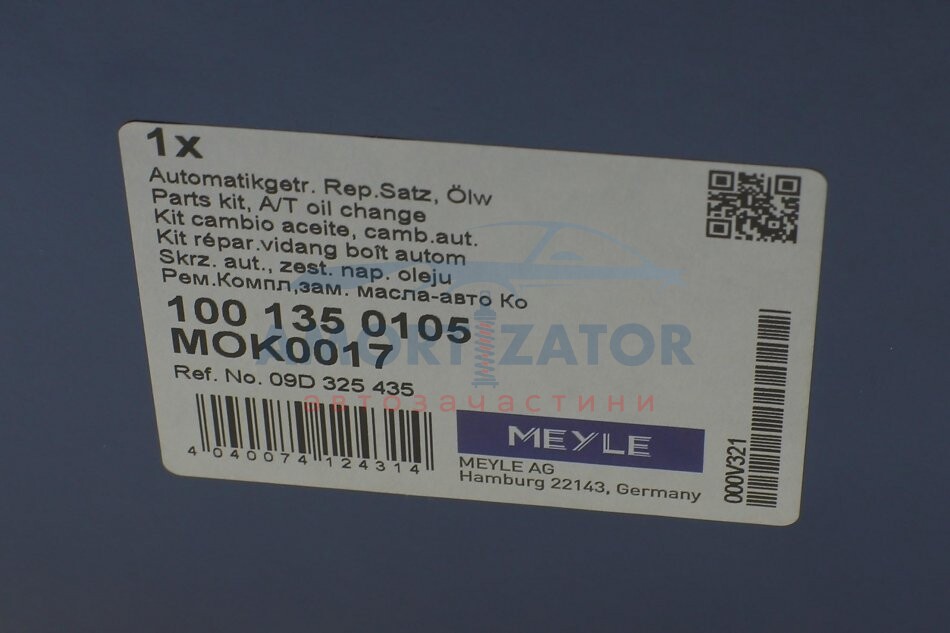 1x
Automatikgetr. Rep.Satz, Ölw
Parts kit, A/T oil change
Kit cambio aceite, camb.aut.
Kit répar.vidang boît autom
Skrz. aut., zest. nap. oleju
Рем.Компл,зам. масла-авто Ко
100 135 0105
MOK0017
AMORTIZATOR
Ref. No. 09D 325 435
автозачастини
4 040074 124314
MEYLE
MEYLE AG
Hamburg 22143, Germany
000V321